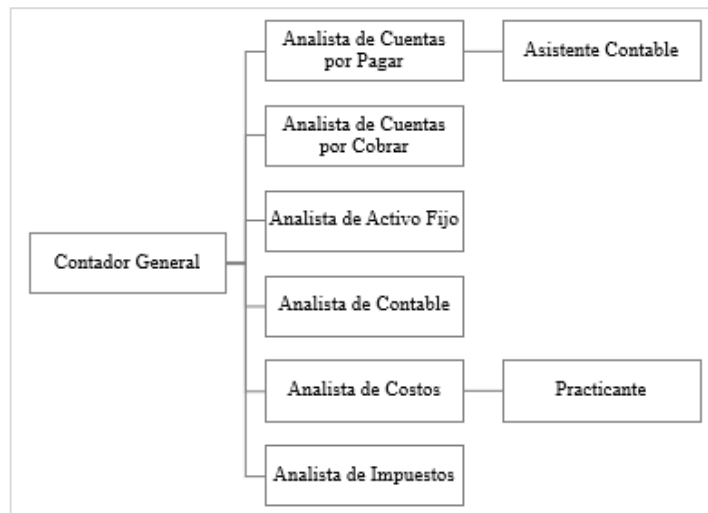 Analista de Cuentas
por Pagar
Asistente Contable
Analista de Cuentas
por Cobrar
Analista de Activo Fijo
Contador General
Analista de Contable
Analista de Costos
Practicante
Analista de Impuestos